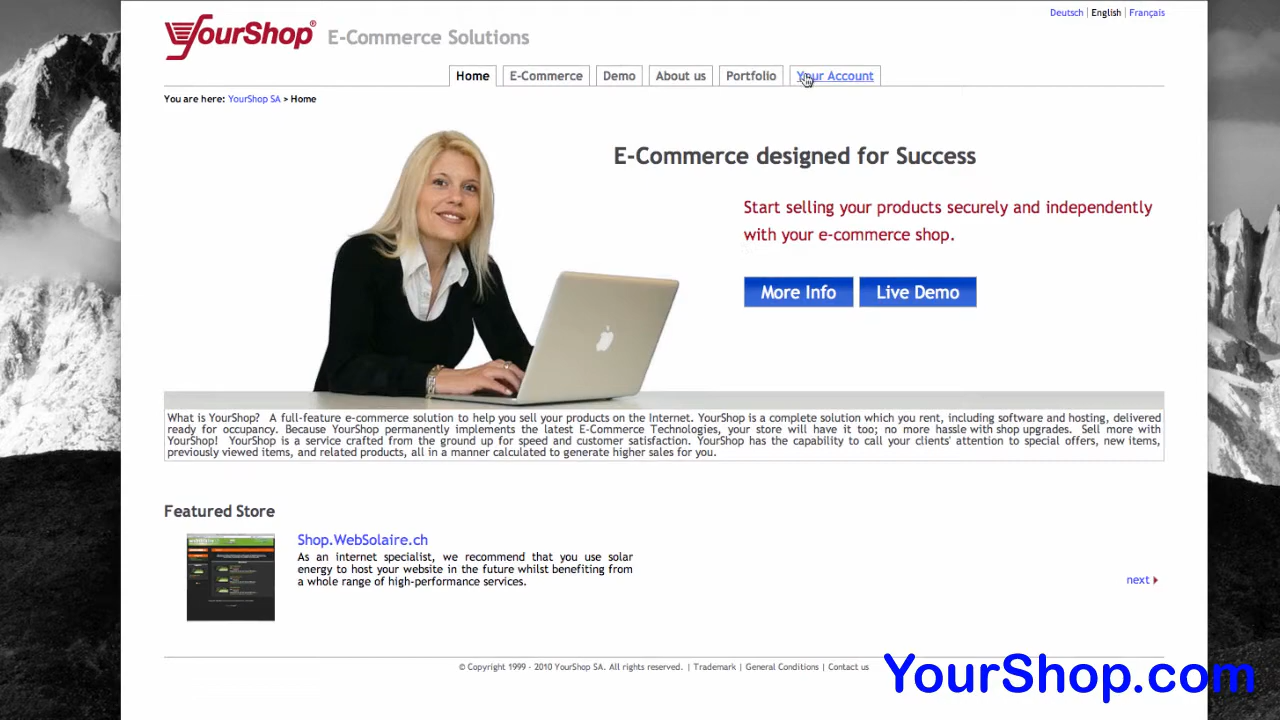 Deutsch | English | Français
YourShop® E-Commerce Solutions
Home E-Commerce Demo About us Portfolio Your Account
You are here: YourShop SA > Home
E-Commerce designed for Success
Start selling your products securely and independently
with your e-commerce shop.
More Info Live Demo
What is YourShop? A full-feature e-commerce solution to help you sell your products on the Internet. YourShop is a complete solution which you rent, including software and hosting, delivered
ready for occupancy. Because YourShop permanently implements the latest E-Commerce Technologies, your store will have it too; no more hassle with shop upgrades. Sell more with
YourShop! YourShop is a service crafted from the ground up for speed and customer satisfaction. YourShop has the capability to call your clients' attention to special offers, new items,
previously viewed items, and related products, all in a manner calculated to generate higher sales for you.
Featured Store
Shop.WebSolaire.ch
As an internet specialist, we recommend that you use solar
energy to host your website in the future whilst benefiting from
a whole range of high-performance services.
next
© Copyright 1999 - 2010 YourShop SA. All rights reserved. | Trademark | General Conditions | Contact us
YourShop.com